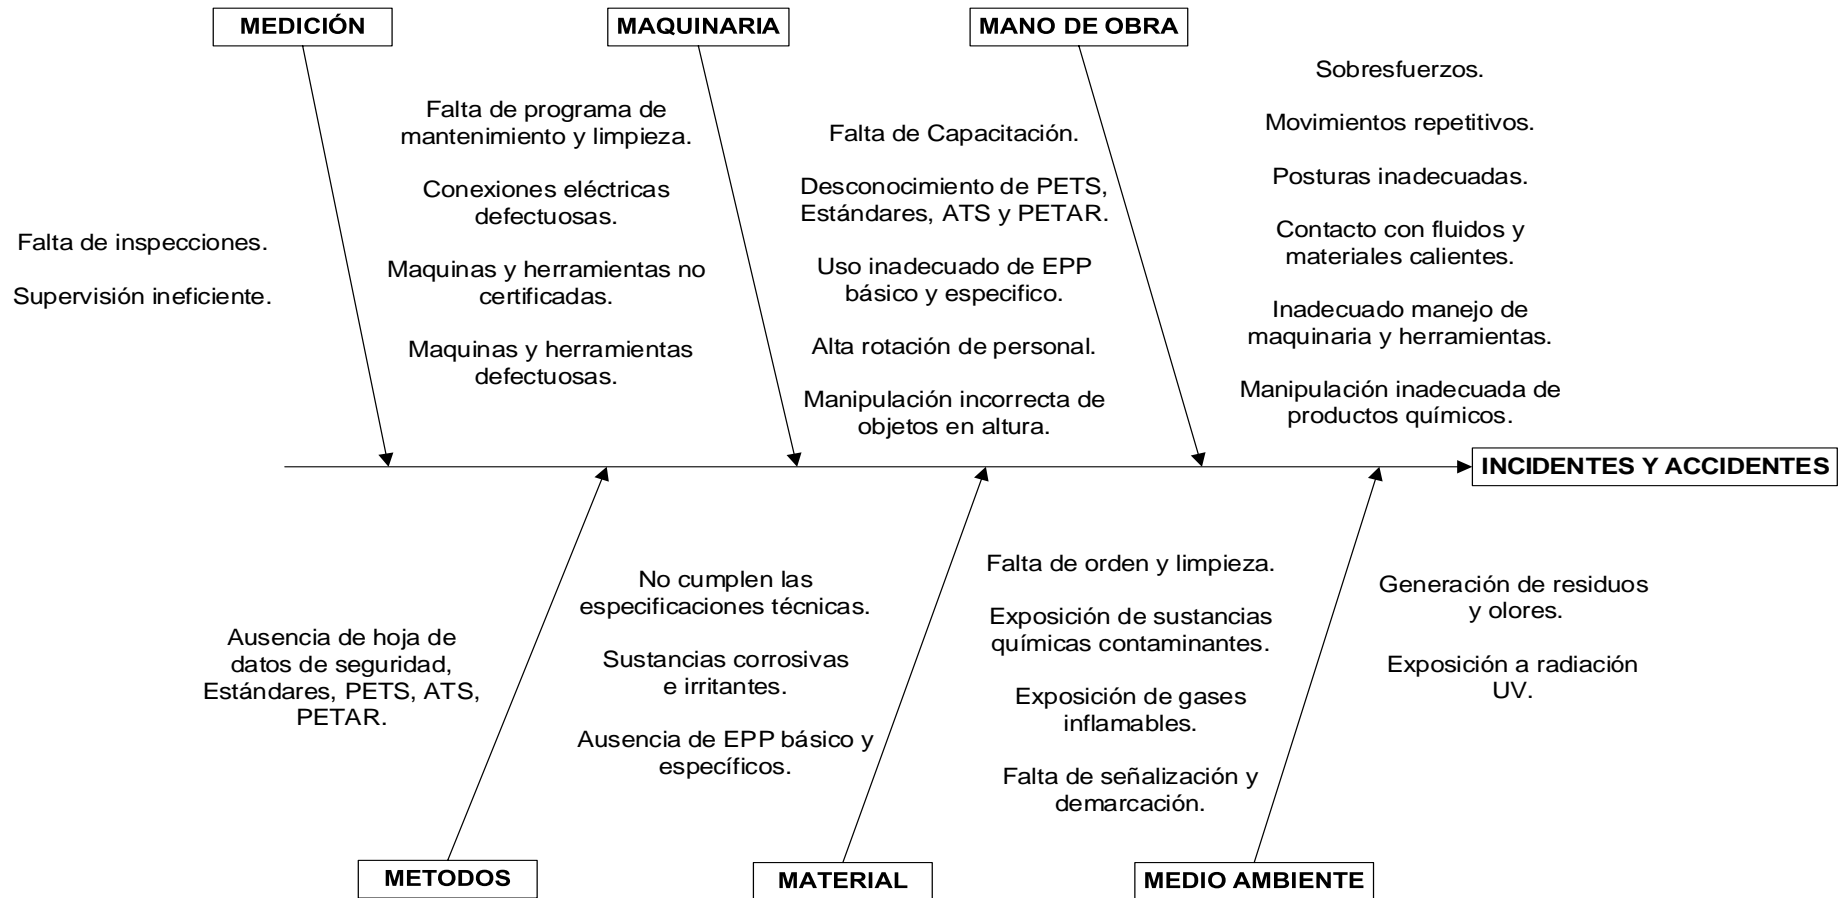 MEDICIÓN
MAQUINARIA
MANO DE OBRA
Falta de inspecciones.
Supervisión ineficiente.
Falta de programa de
mantenimiento y limpieza.
Conexiones eléctricas
defectuosas.
Maquinas y herramientas no
certificadas.
Maquinas y herramientas
defectuosas.
Falta de Capacitación.
Desconocimiento de PETS,
Estándares, ATS y PETAR.
Uso inadecuado de EPP
básico y especifico.
Alta rotación de personal.
Manipulación incorrecta de
objetos en altura.
Sobresfuerzos.
Movimientos repetitivos.
Posturas inadecuadas.
Contacto con fluidos y
materiales calientes.
Inadecuado manejo de
maquinaria y herramientas.
Manipulación inadecuada de
productos químicos.
INCIDENTES Y ACCIDENTES
Ausencia de hoja de
datos de seguridad,
Estándares, PETS, ATS,
PETAR.
No cumplen las
especificaciones técnicas.
Sustancias corrosivas
e irritantes.
Ausencia de EPP básico y
específicos.
Falta de orden y limpieza.
Exposición de sustancias
químicas contaminantes.
Exposición de gases
inflamables.
Falta de señalización y
demarcación.
Generación de residuos
y olores.
Exposición a radiación
UV.
METODOS
MATERIAL
MEDIO AMBIENTE